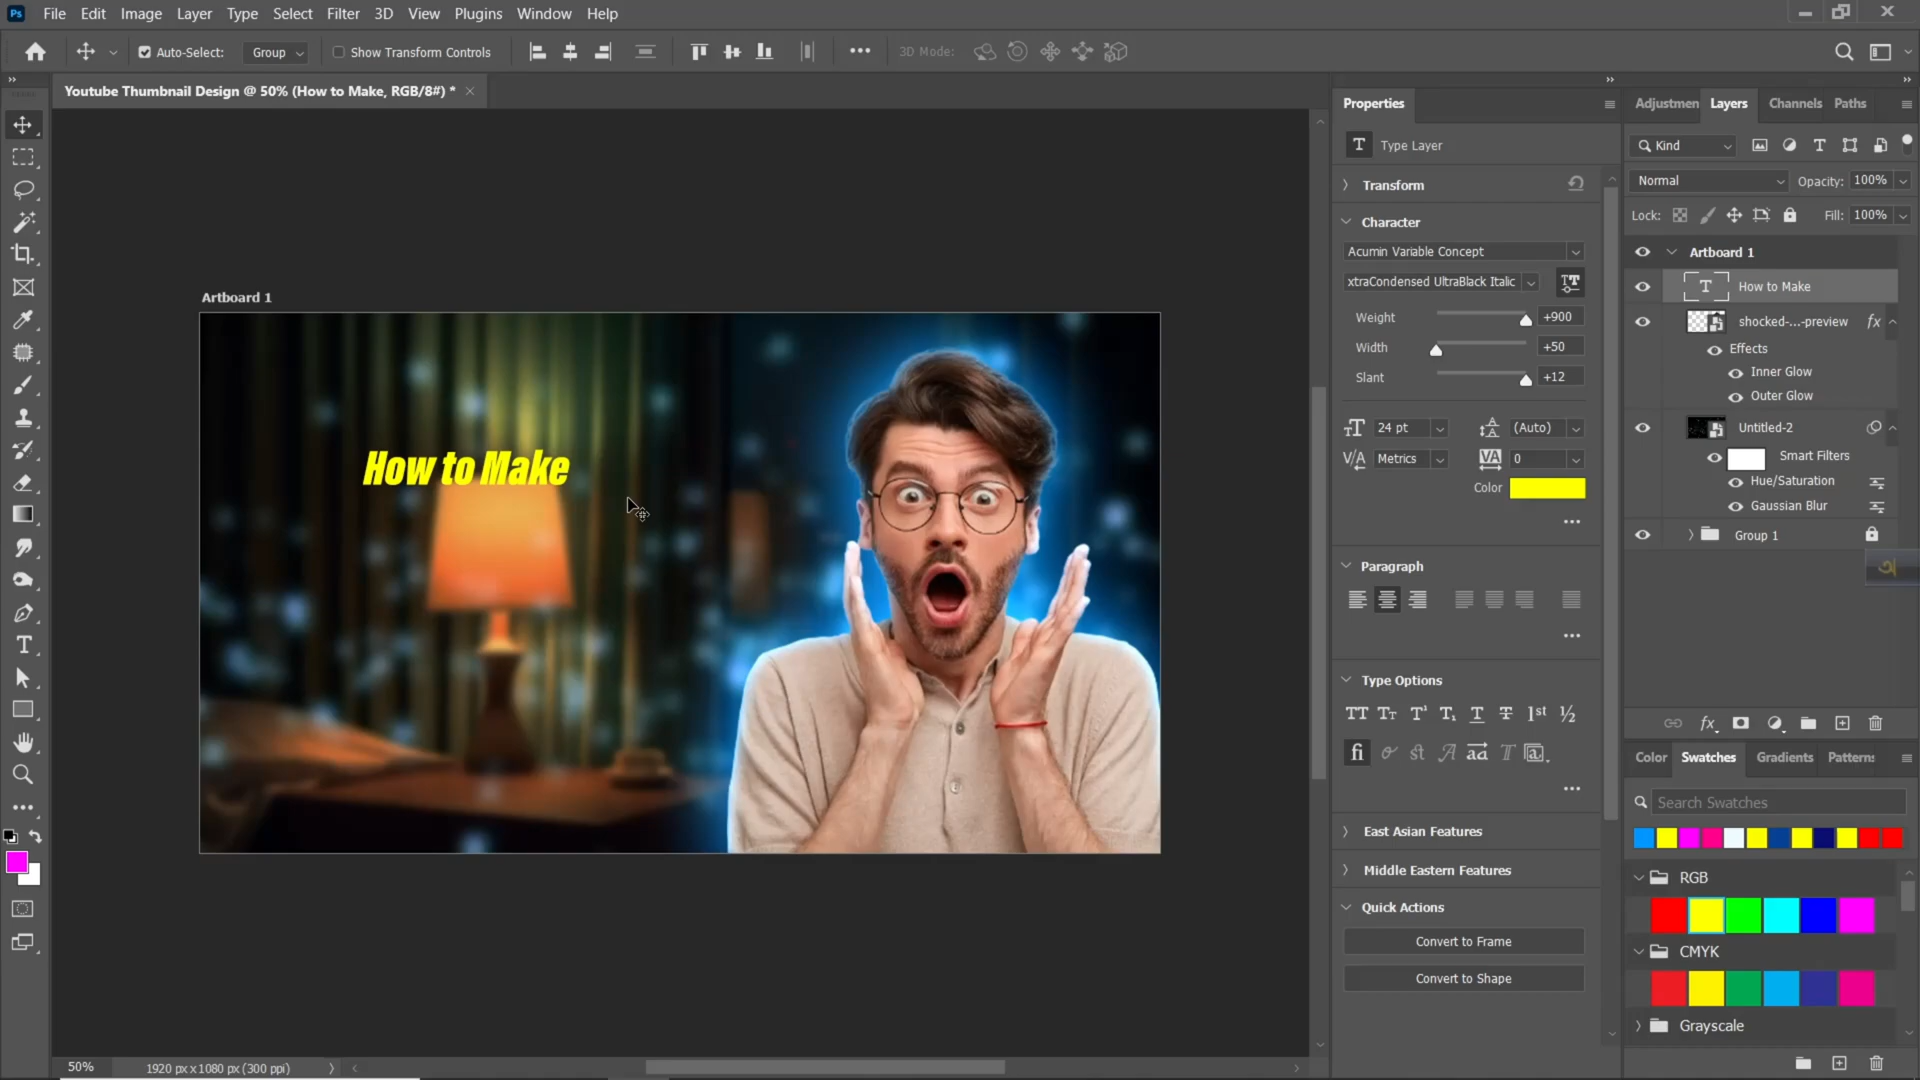 Ps File Edit Image Layer Type Select Filter 3D View Plugins Window Help
Auto-Select: Group Show Transform Controls 3D Mode:
Youtube Thumbnail Design @ 50% (How to Make, RGB/8#) *
Artboard 1
How to Make
50% 1920 px x 1080 px (300 ppi)
Properties
Type Layer
Transform
Character
Acumin Variable Concept
xtraCondensed UltraBlack Italic
Weight +900
Width +50
Slant +12
24 pt (Auto)
Metrics 0
Color
Paragraph
Type Options
East Asian Features
Middle Eastern Features
Quick Actions
Convert to Frame
Convert to Shape
Adjustmen Layers Channels Paths
Kind
Normal Opacity: 100%
Lock: Fill: 100%
Artboard 1
How to Make
shocked-...-preview fx
Effects
Inner Glow
Outer Glow
Untitled-2
Smart Filters
Hue/Saturation
Gaussian Blur
Group 1
অ
fx
Color Swatches Gradients Patterns
Search Swatches
RGB
CMYK
Grayscale